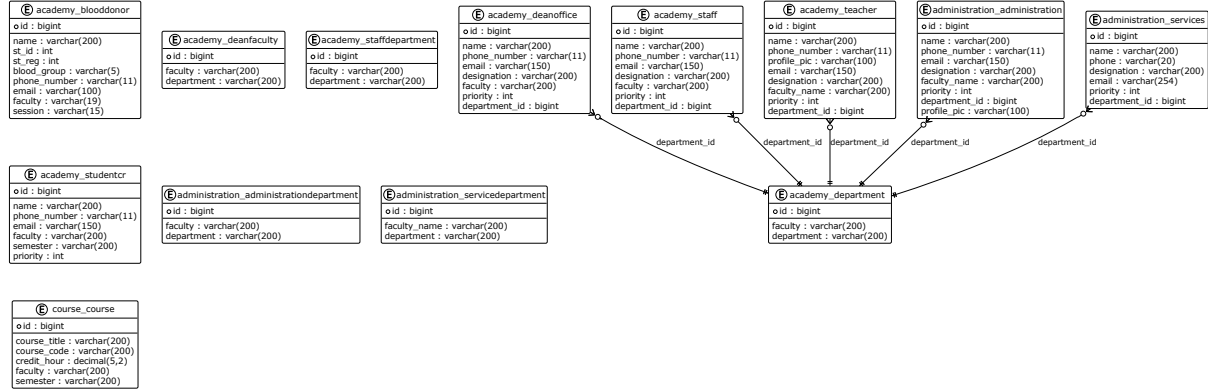 E academy_blooddonor
id : bigint
name : varchar(200)
st_id : int
st_reg : int
blood_group : varchar(5)
phone_number : varchar(11)
email : varchar(100)
faculty : varchar(19)
session : varchar(15)
E academy_deanfaculty
id : bigint
faculty : varchar(200)
department : varchar(200)
E academy_staffdepartment
id : bigint
faculty : varchar(200)
department : varchar(200)
E academy_deanoffice
id : bigint
name : varchar(200)
phone_number : varchar(11)
email : varchar(150)
designation : varchar(200)
faculty : varchar(200)
priority : int
department_id : bigint
E academy_staff
id : bigint
name : varchar(200)
phone_number : varchar(11)
email : varchar(150)
designation : varchar(200)
faculty : varchar(200)
priority : int
department_id : bigint
E academy_teacher
id : bigint
name : varchar(200)
phone_number : varchar(11)
profile_pic : varchar(100)
email : varchar(150)
designation : varchar(200)
faculty_name : varchar(200)
priority : int
department_id : bigint
E administration_administration
id : bigint
name : varchar(200)
phone_number : varchar(11)
email : varchar(150)
designation : varchar(200)
faculty_name : varchar(200)
priority : int
department_id : bigint
profile_pic : varchar(100)
E administration_services
id : bigint
name : varchar(200)
phone : varchar(20)
designation : varchar(200)
email : varchar(254)
priority : int
department_id : bigint
department_id
department_id
department_id
department_id
department_id
E academy_studentcr
id : bigint
name : varchar(200)
phone_number : varchar(11)
email : varchar(150)
faculty : varchar(200)
semester : varchar(200)
priority : int
E administration_administrationdepartment
id : bigint
faculty : varchar(200)
department : varchar(200)
E administration_servicedepartment
id : bigint
faculty_name : varchar(200)
department : varchar(200)
E academy_department
id : bigint
faculty : varchar(200)
department : varchar(200)
E course_course
id : bigint
course_title : varchar(200)
course_code : varchar(200)
credit_hour : decimal(5,2)
faculty : varchar(200)
semester : varchar(200)